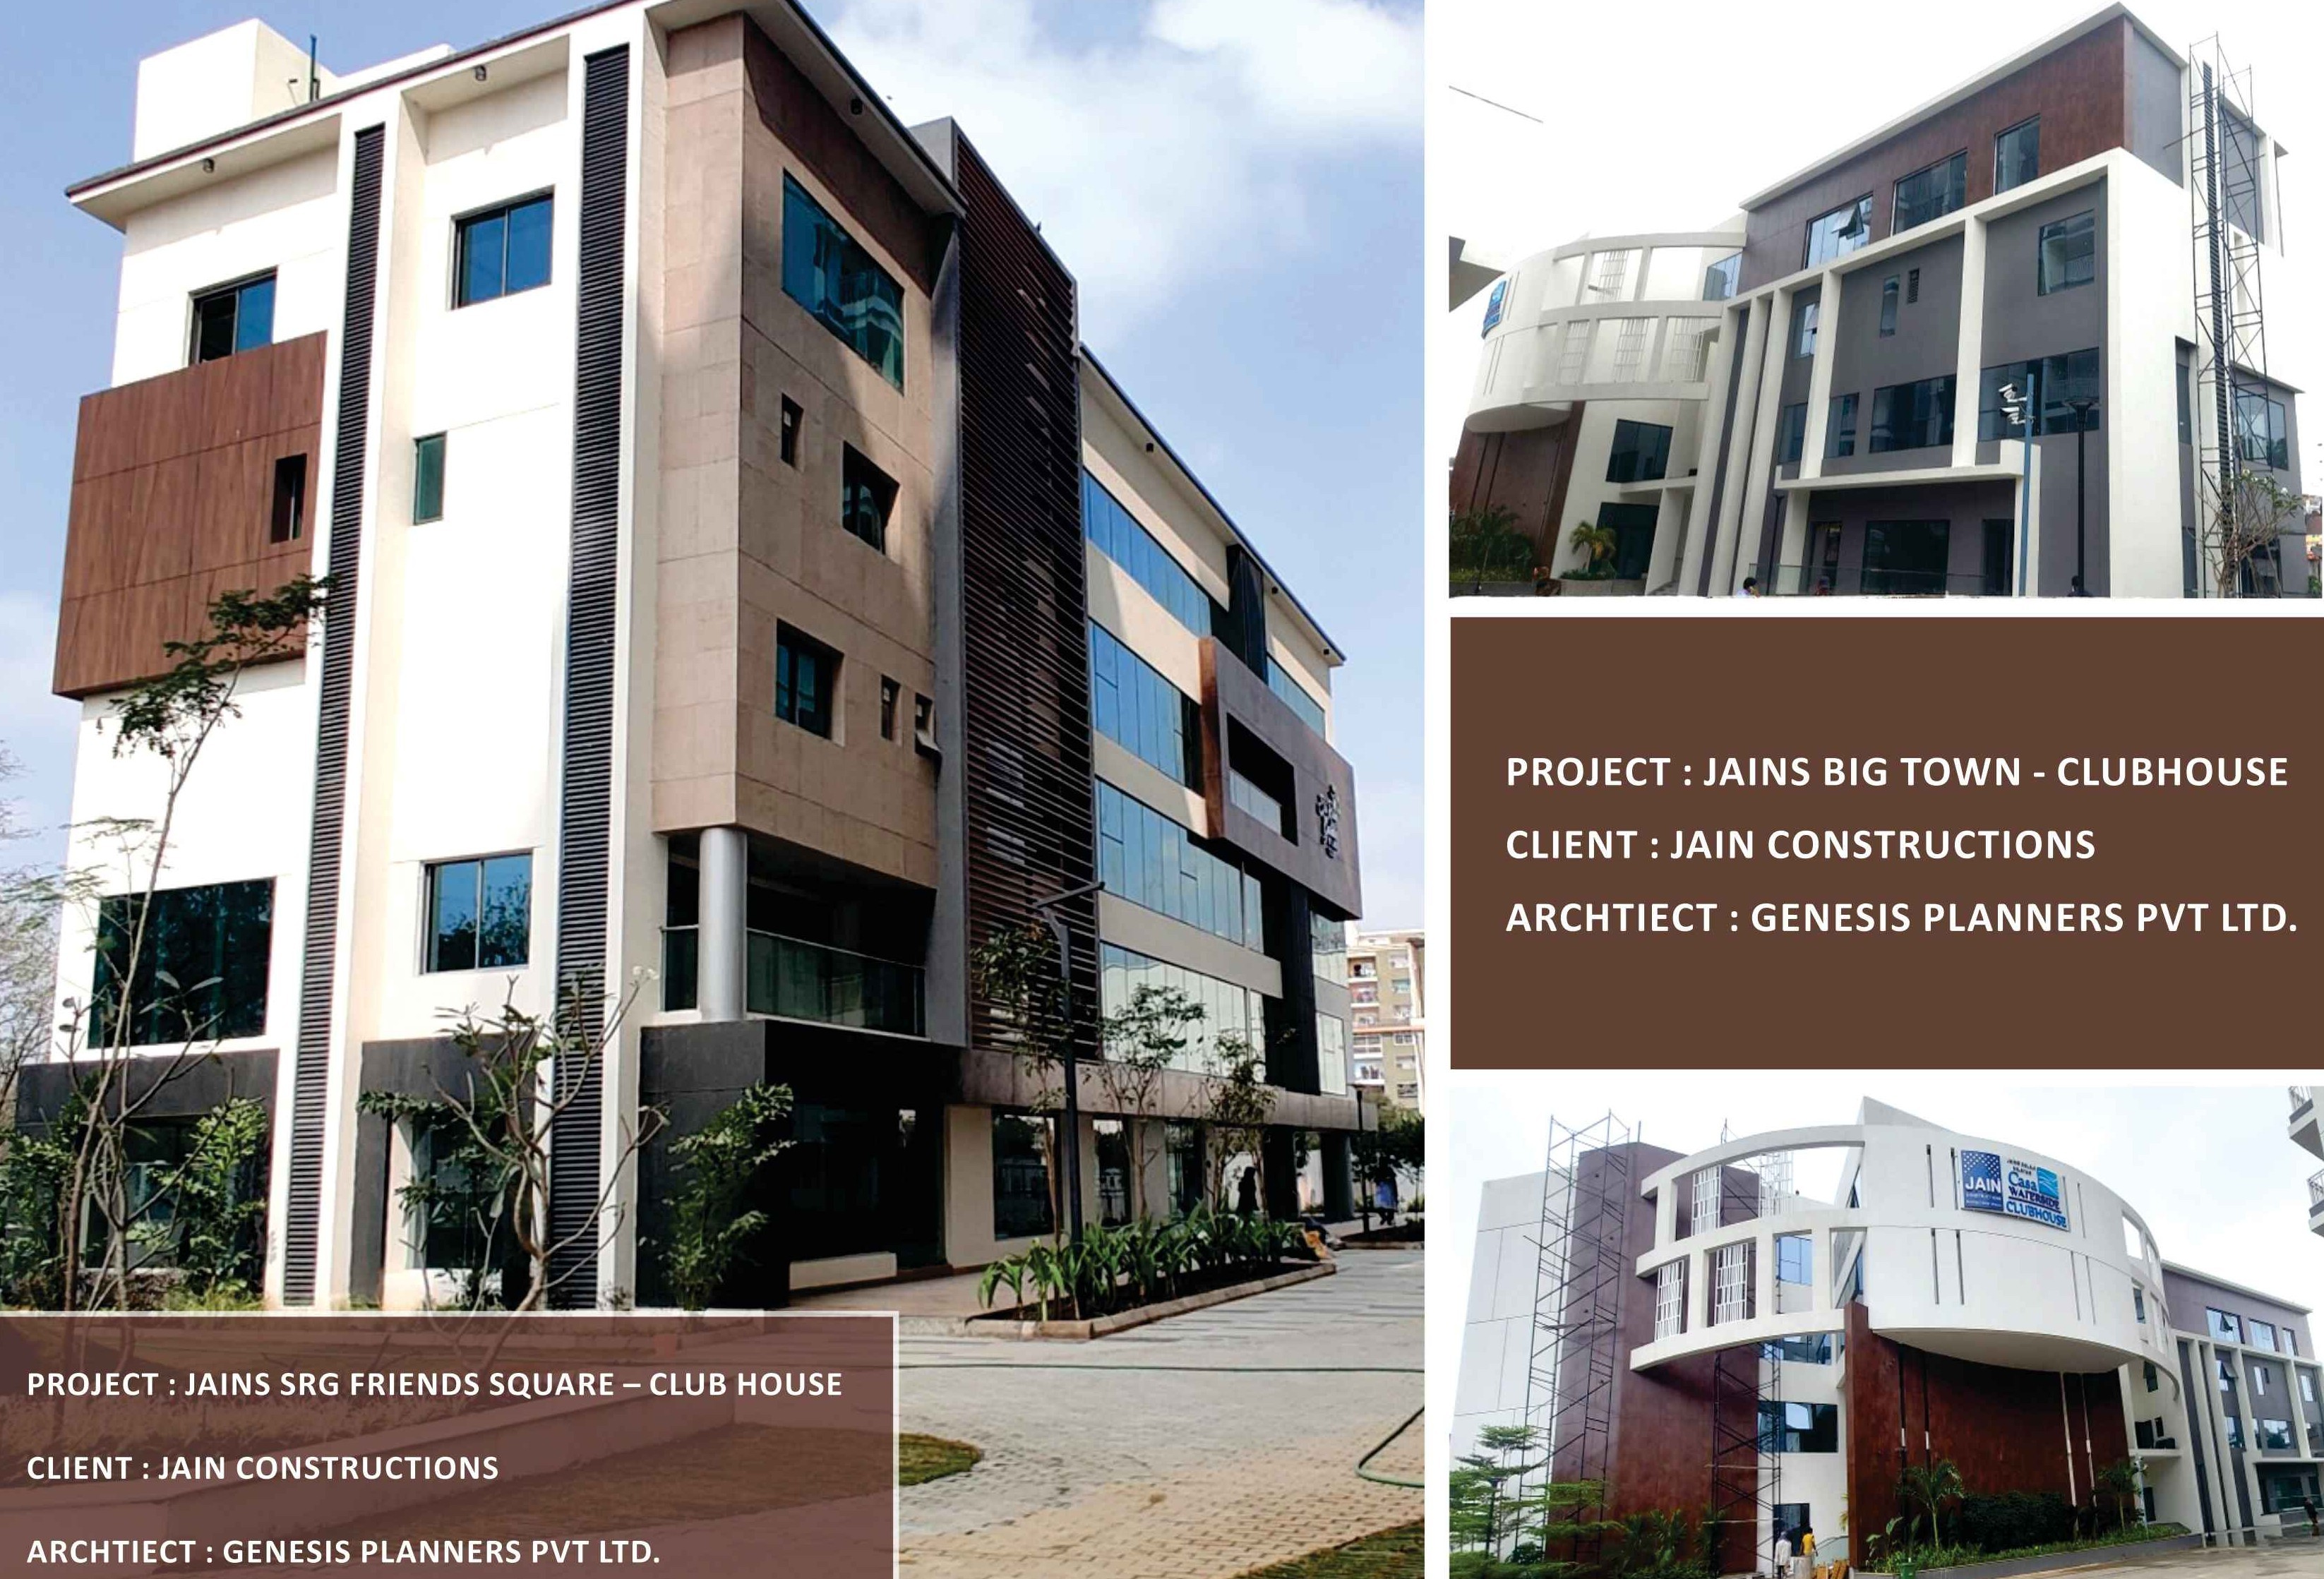 PROJECT : JAINS BIG TOWN - CLUBHOUSE
CLIENT : JAIN CONSTRUCTIONS
ARCHTIECT : GENESIS PLANNERS PVT LTD.
JAIN
Casa
WATERSIDE
CLUBHOUSE
PROJECT : JAINS SRG FRIENDS SQUARE – CLUB HOUSE
CLIENT : JAIN CONSTRUCTIONS
ARCHTIECT : GENESIS PLANNERS PVT LTD.